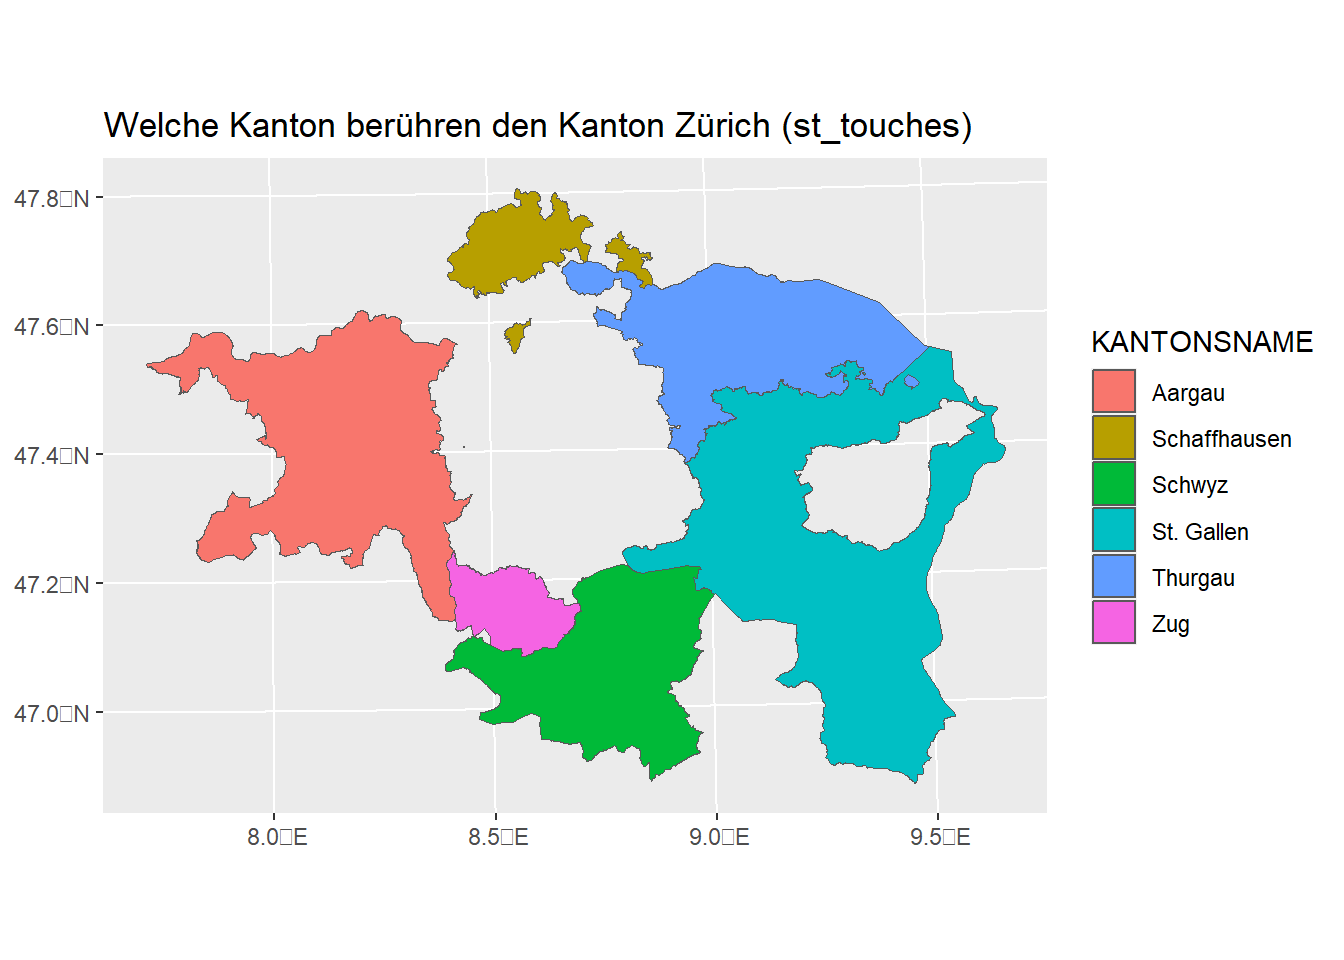 Welche Kanton berühren den Kanton Zürich (st_touches)
47.8□N
47.6□N
47.4□N
47.2□N
47.0□N
8.0□E
8.5□E
9.0□E
9.5□E
KANTONSNAME
Aargau
Schaffhausen
Schwyz
St. Gallen
Thurgau
Zug